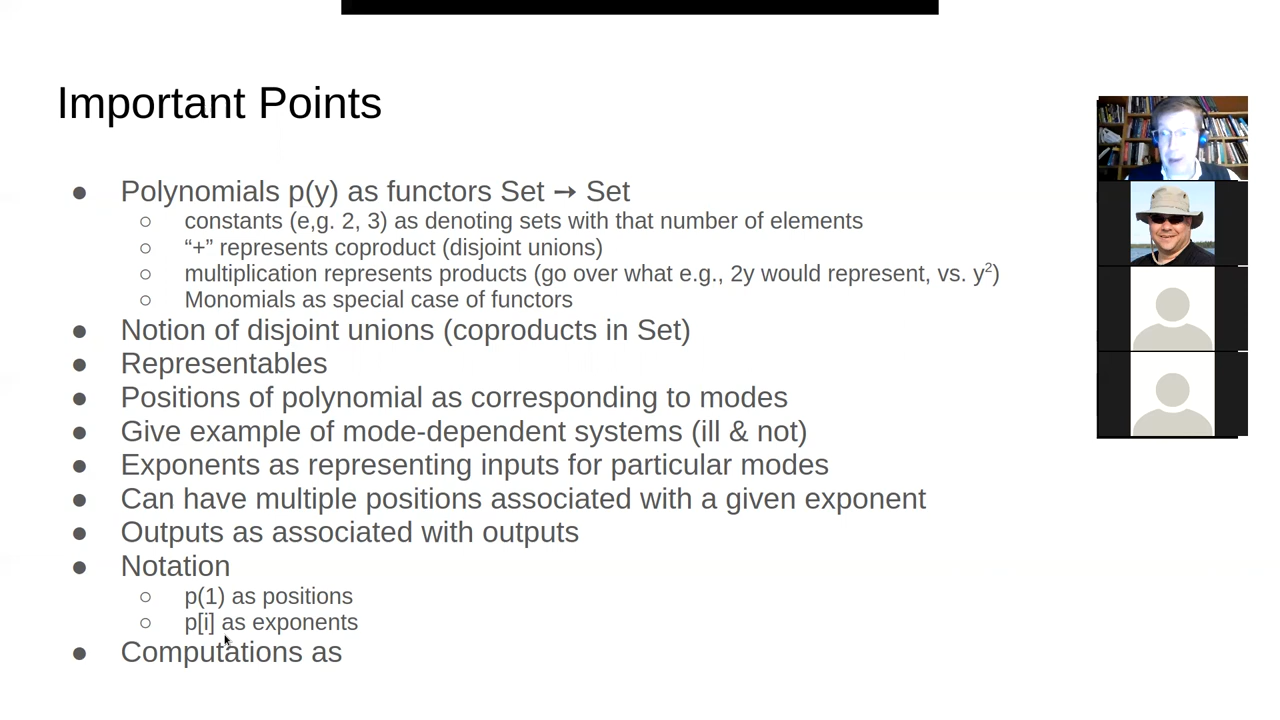 Important Points
● Polynomials p(y) as functors Set → Set
○ constants (e,g. 2, 3) as denoting sets with that number of elements
○ “+” represents coproduct (disjoint unions)
○ multiplication represents products (go over what e.g., 2y would represent, vs. y²)
○ Monomials as special case of functors
● Notion of disjoint unions (coproducts in Set)
● Representables
● Positions of polynomial as corresponding to modes
● Give example of mode-dependent systems (ill & not)
● Exponents as representing inputs for particular modes
● Can have multiple positions associated with a given exponent
● Outputs as associated with outputs
● Notation
○ p(1) as positions
○ p[i] as exponents
● Computations as